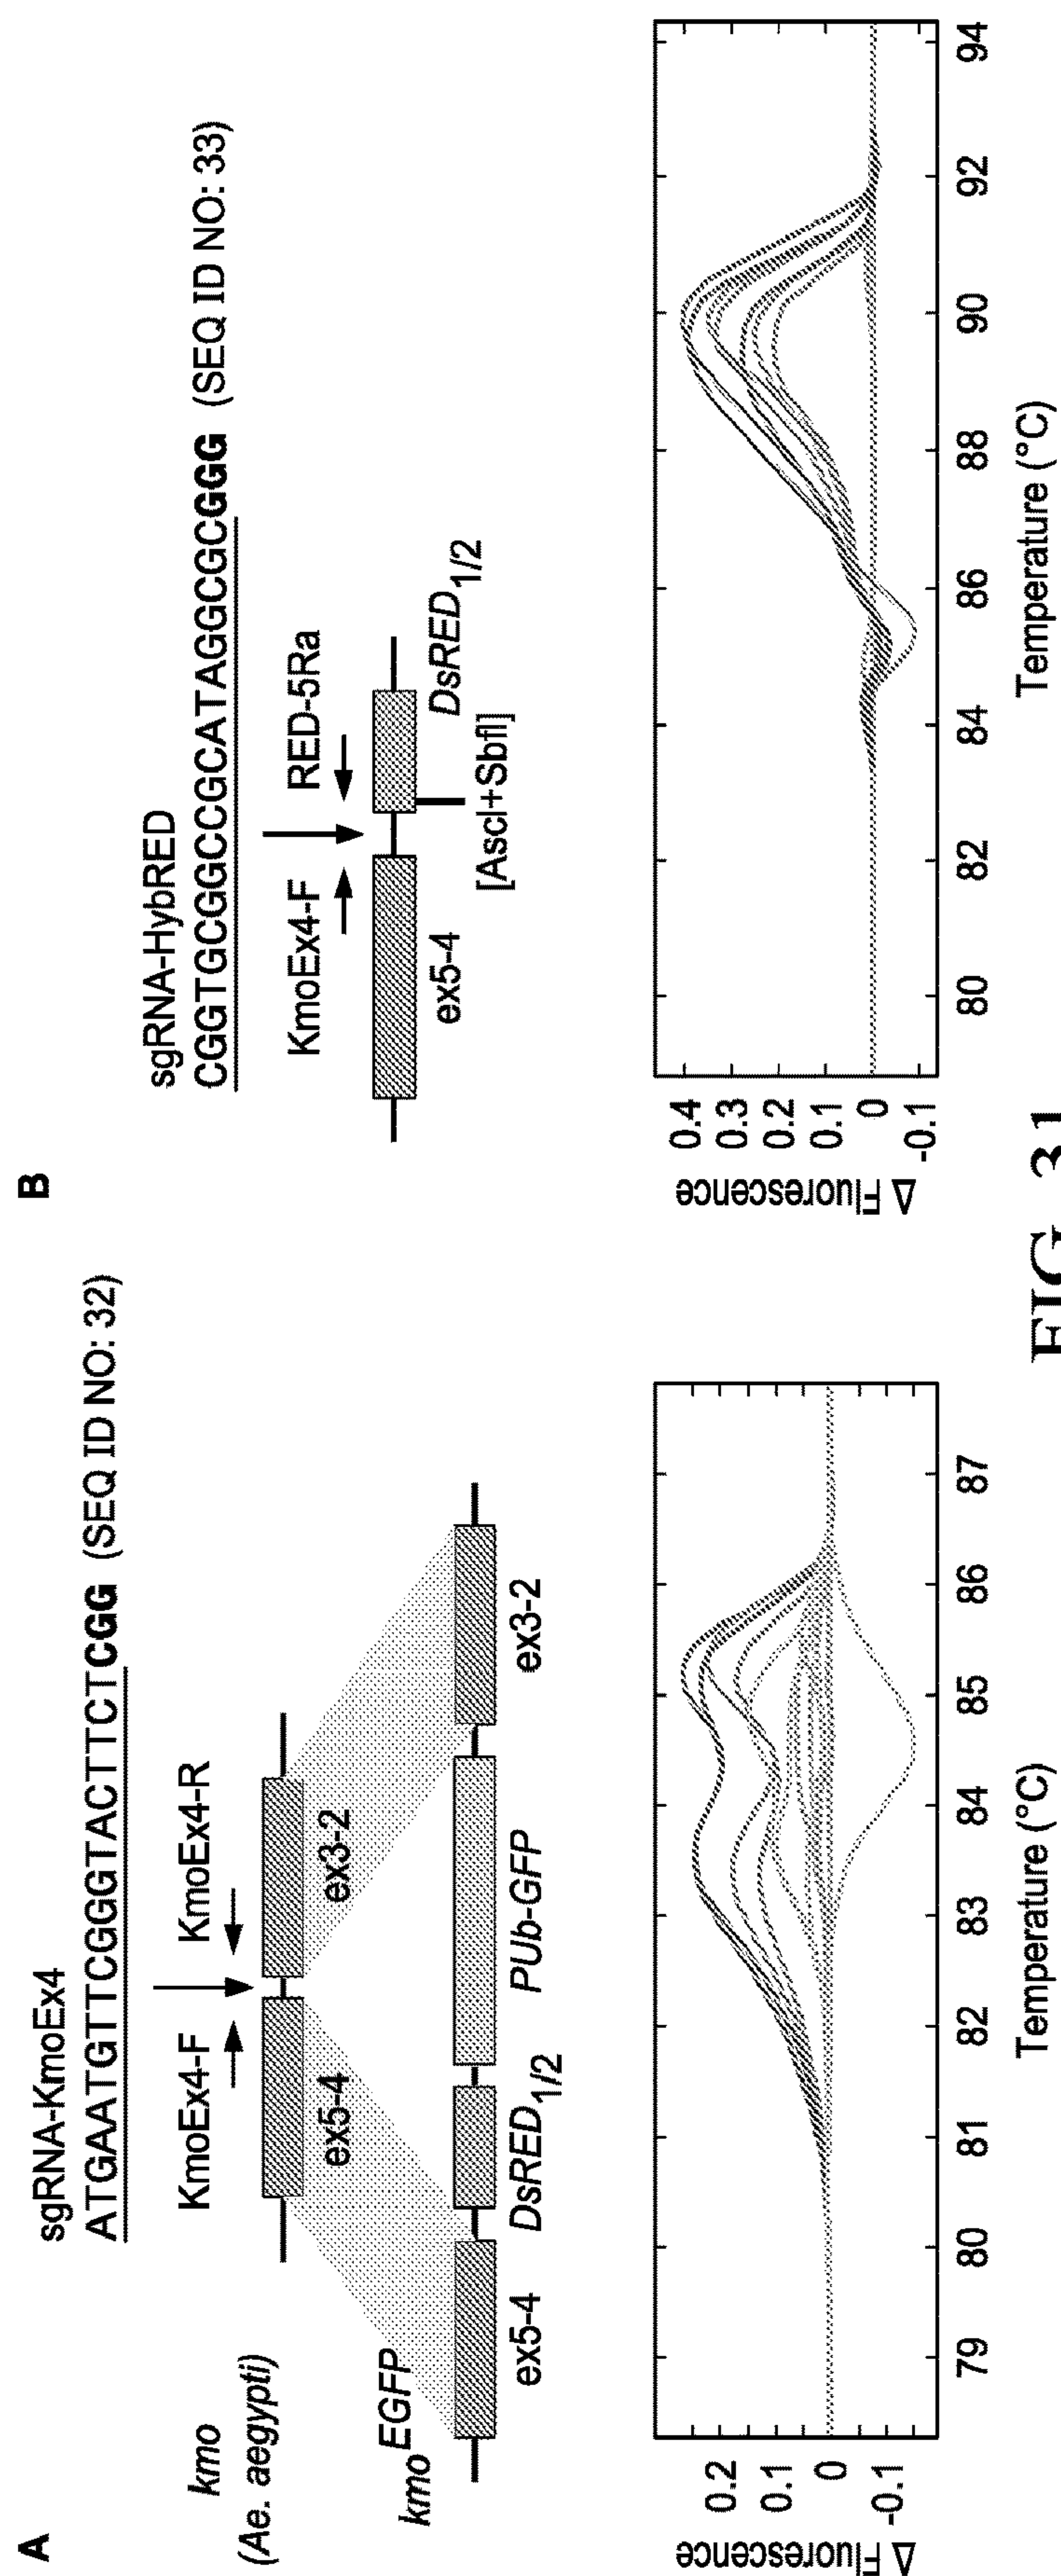 A
sgRNA-KmoEx4
ATGAATGTTCGGGTACTTCTCGG (SEQ ID NO: 32)
kmo
(Ae. aegypti)
KmoEx4-F
KmoEx4-R
ex5-4
ex3-2
kmoEGFP
ex5-4
DsRED1/2
PUb-GFP
ex3-2
Δ Fluorescence
0.2
0.1
0
-0.1
79 80 81 82 83 84 85 86 87
Temperature (°C)
B
sgRNA-HybRED
CGGTGCGGCCGCATAGGCGCGGG (SEQ ID NO: 33)
KmoEx4-F
RED-5Ra
ex5-4
[AscI+SbfI]
DsRED1/2
Δ Fluorescence
0.4
0.3
0.2
0.1
0
-0.1
80 82 84 86 88 90 92 94
Temperature (°C)
FIG. 31